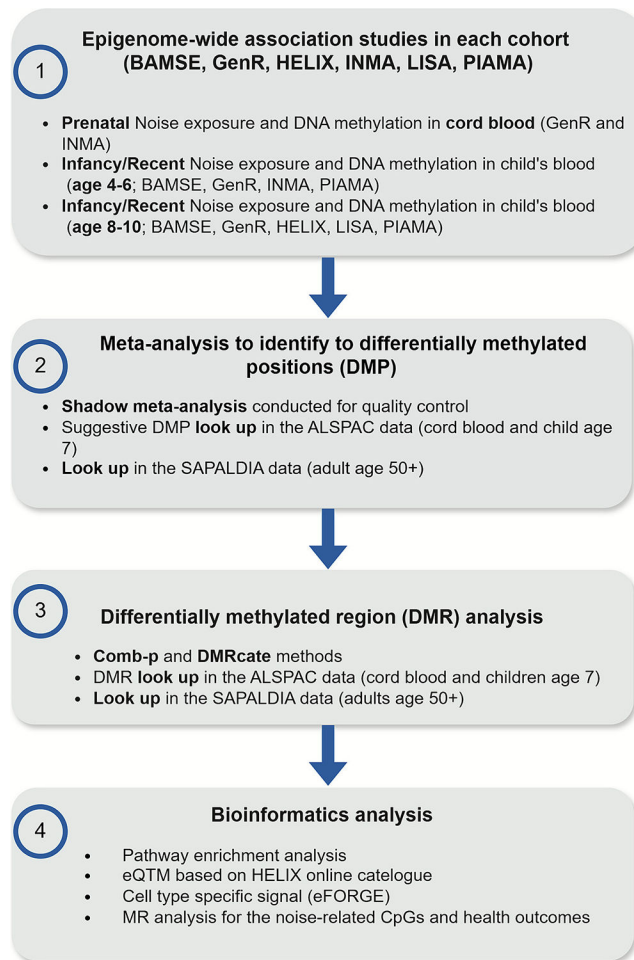 Epigenome-wide association studies in each cohort
(BAMSE, GenR, HELIX, INMA, LISA, PIAMA)
1
• Prenatal Noise exposure and DNA methylation in cord blood (GenR and
INMA)
• Infancy/Recent Noise exposure and DNA methylation in child's blood
(age 4-6; BAMSE, GenR, INMA, PIAMA)
• Infancy/Recent Noise exposure and DNA methylation in child's blood
(age 8-10; BAMSE, GenR, HELIX, LISA, PIAMA)
Meta-analysis to identify to differentially methylated
positions (DMP)
2
• Shadow meta-analysis conducted for quality control
• Suggestive DMP look up in the ALSPAC data (cord blood and child age
7)
• Look up in the SAPALDIA data (adult age 50+)
3
Differentially methylated region (DMR) analysis
• Comb-p and DMRcate methods
• DMR look up in the ALSPAC data (cord blood and children age 7)
• Look up in the SAPALDIA data (adults age 50+)
Bioinformatics analysis
4
• Pathway enrichment analysis
• eQTM based on HELIX online catelogue
• Cell type specific signal (eFORGE)
• MR analysis for the noise-related CpGs and health outcomes